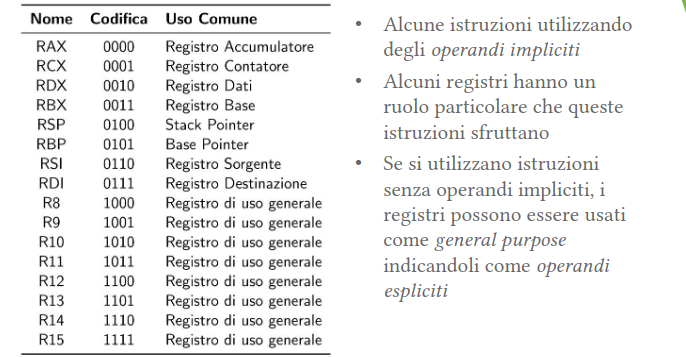 Nome Codifica Uso Comune
RAX 0000 Registro Accumulatore
RCX 0001 Registro Contatore
RDX 0010 Registro Dati
RBX 0011 Registro Base
RSP 0100 Stack Pointer
RBP 0101 Base Pointer
RSI 0110 Registro Sorgente
RDI 0111 Registro Destinazione
R8 1000 Registro di uso generale
R9 1001 Registro di uso generale
R10 1010 Registro di uso generale
R11 1011 Registro di uso generale
R12 1100 Registro di uso generale
R13 1101 Registro di uso generale
R14 1110 Registro di uso generale
R15 1111 Registro di uso generale
• Alcune istruzioni utilizzando
degli operandi impliciti
• Alcuni registri hanno un
ruolo particolare che queste
istruzioni sfruttano
• Se si utilizzano istruzioni
senza operandi impliciti, i
registri possono essere usati
come general purpose
indicandoli come operandi
espliciti